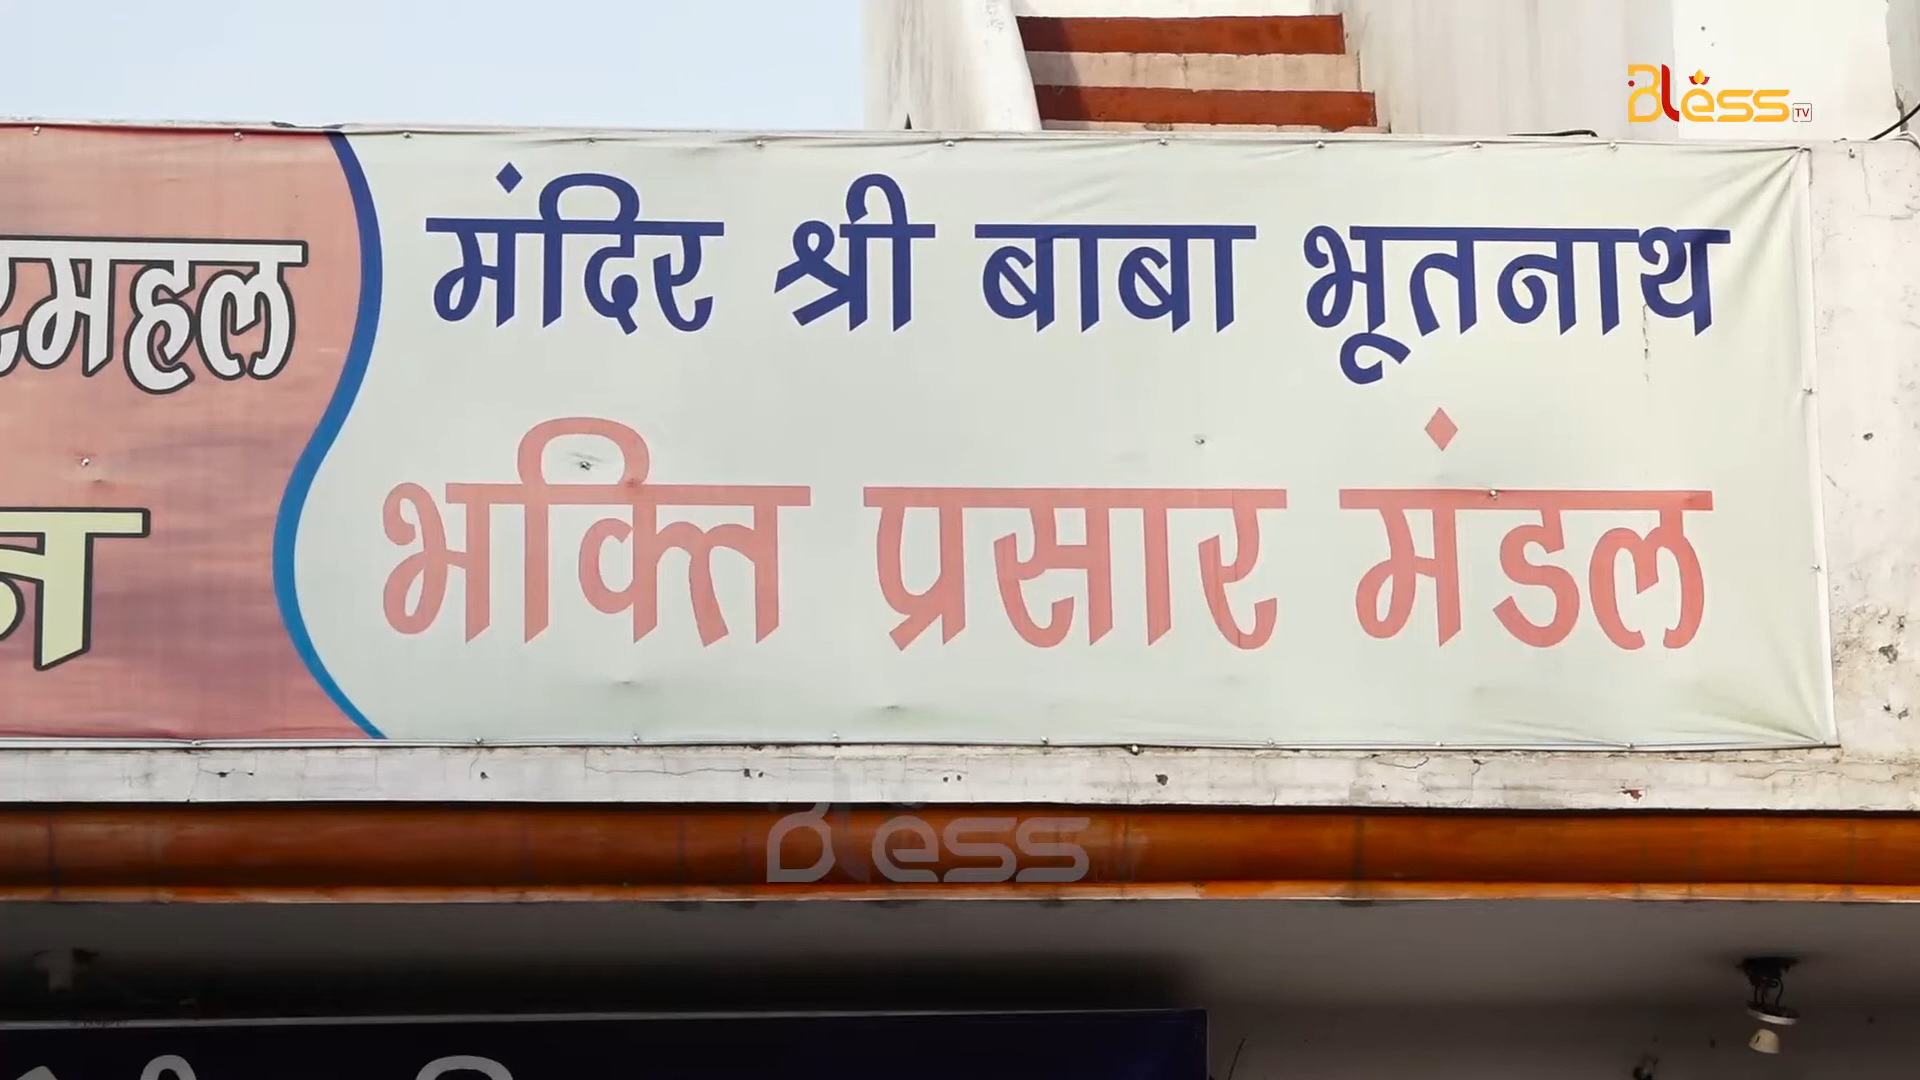 Bless TV
मंदिर श्री बाबा भूतनाथ
भक्ति प्रसार मंडल
Bless